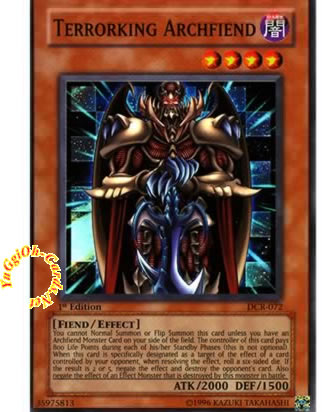 TERRORKING ARCHFIEND
闇
YuGgiOh-Cards.Net
1st Edition
DCR-072
[FIEND / EFFECT]
You cannot Normal Summon or Flip Summon this card unless you have an
Archfiend Monster Card on your side of the field. The controller of this card pays
800 Life Points during each of his/her Standby Phases (this is not optional).
When this card is specifically designated as a target of the effect of a card
controlled by your opponent, when resolving the effect, roll a six-sided die. If
the result is 2 or 5, negate the effect and destroy the opponent's card. Also
negate the effect of an Effect Monster that is destroyed by this monster in battle.
ATK/2000 DEF/1500
35975813
©1996 KAZUKI TAKAHASHI